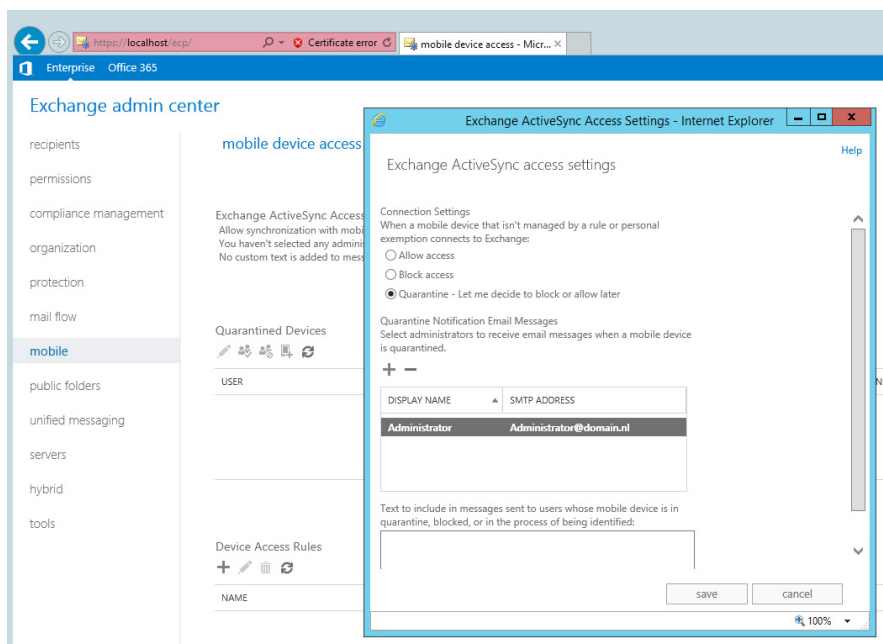 https://localhost/ecp/
Certificate error
mobile device access - Micr...
Enterprise Office 365
Exchange admin center
recipients
permissions
compliance management
organization
protection
mail flow
mobile
public folders
unified messaging
servers
hybrid
tools
mobile device access
Exchange ActiveSync Access
Allow synchronization with mobi
You haven't selected any admini
No custom text is added to mess
Quarantined Devices
USER
Device Access Rules
NAME
Exchange ActiveSync Access Settings - Internet Explorer
Help
Exchange ActiveSync access settings
Connection Settings
When a mobile device that isn't managed by a rule or personal
exemption connects to Exchange:
Allow access
Block access
Quarantine - Let me decide to block or allow later
Quarantine Notification Email Messages
Select administrators to receive email messages when a mobile device
is quarantined.
DISPLAY NAME SMTP ADDRESS
Administrator Administrator@domain.nl
Text to include in messages sent to users whose mobile device is in
quarantine, blocked, or in the process of being identified:
save cancel
100%
N